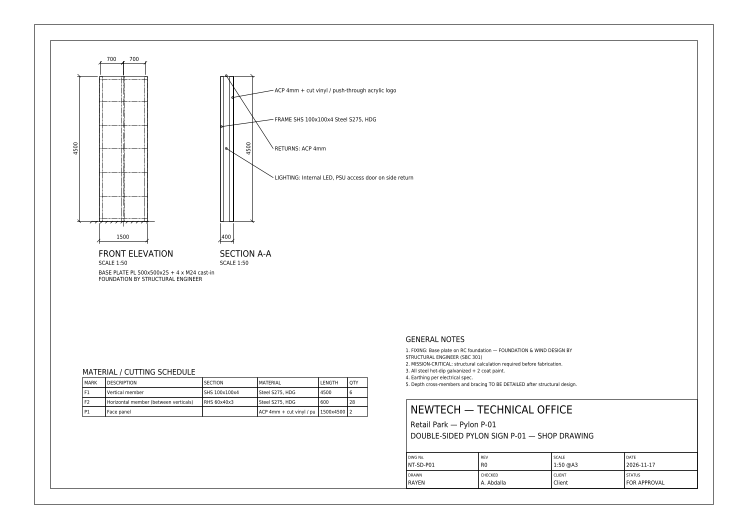 700 700
4500
4500
1500
400
ACP 4mm + cut vinyl / push-through acrylic logo
FRAME SHS 100x100x4 Steel S275, HDG
RETURNS: ACP 4mm
LIGHTING: Internal LED, PSU access door on side return
FRONT ELEVATION
SCALE 1:50
BASE PLATE PL 500x500x25 + 4 x M24 cast-in
FOUNDATION BY STRUCTURAL ENGINEER
SECTION A-A
SCALE 1:50
GENERAL NOTES
1. FIXING: Base plate on RC foundation — FOUNDATION & WIND DESIGN BY
STRUCTURAL ENGINEER (SBC 301)
2. MISSION-CRITICAL: structural calculation required before fabrication.
3. All steel hot-dip galvanized + 2 coat paint.
4. Earthing per electrical spec.
5. Depth cross-members and bracing TO BE DETAILED after structural design.
MATERIAL / CUTTING SCHEDULE
MARK DESCRIPTION SECTION MATERIAL LENGTH QTY
F1 Vertical member SHS 100x100x4 Steel S275, HDG 4500 6
F2 Horizontal member (between verticals) RHS 60x40x3 Steel S275, HDG 600 28
P1 Face panel ACP 4mm + cut vinyl / pu 1500x4500 2
NEWTECH — TECHNICAL OFFICE
Retail Park — Pylon P-01
DOUBLE-SIDED PYLON SIGN P-01 — SHOP DRAWING
DWG No. REV SCALE DATE
NT-SD-P01 R0 1:50 @A3 2026-11-17
DRAWN CHECKED CLIENT STATUS
RAYEN A. Abdalla Client FOR APPROVAL